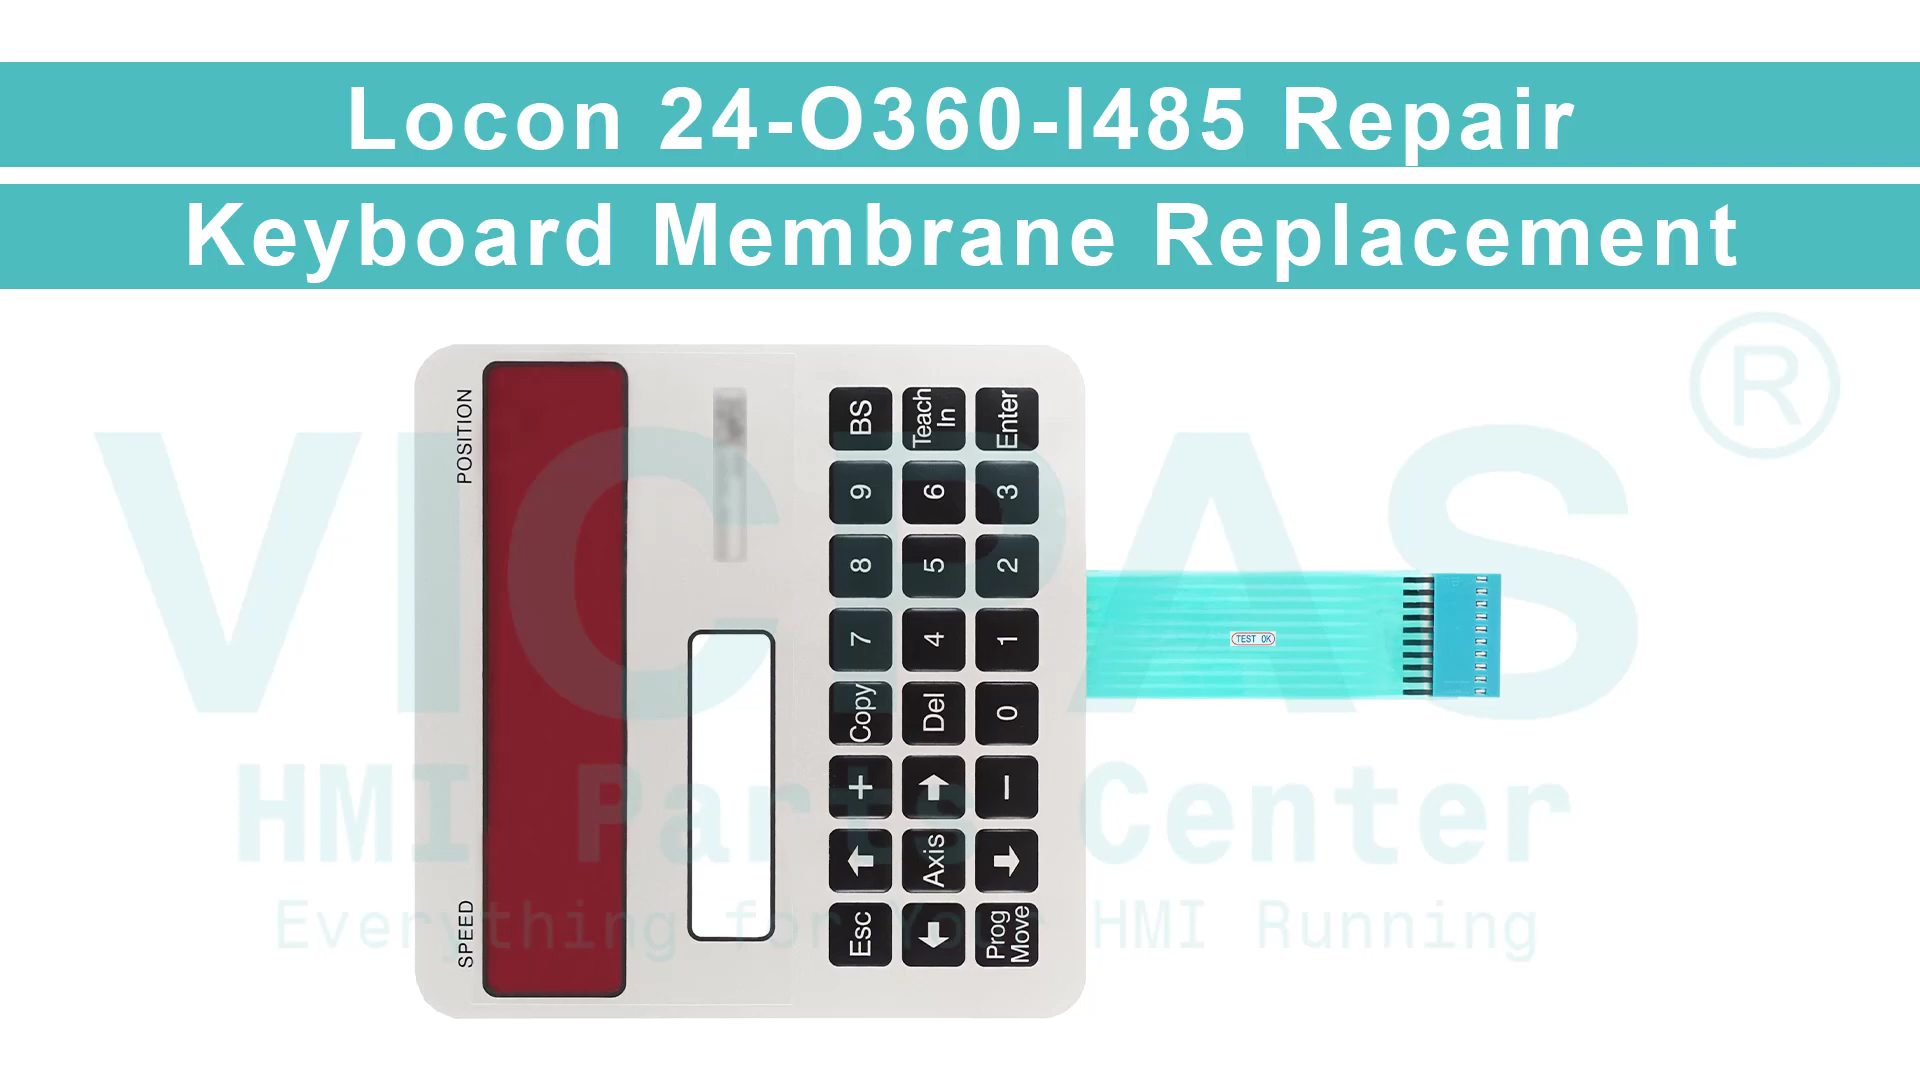 Locon 24-O360-I485 Repair
Keyboard Membrane Replacement
®
VICPAS
HMI Parts Center
Everything for Your HMI Running
POSITION
SPEED
BS
Teach In
Enter
9
6
3
8
5
2
7
4
1
Copy
Del
0
+
−
Axis
Esc
Prog Move
TEST OK